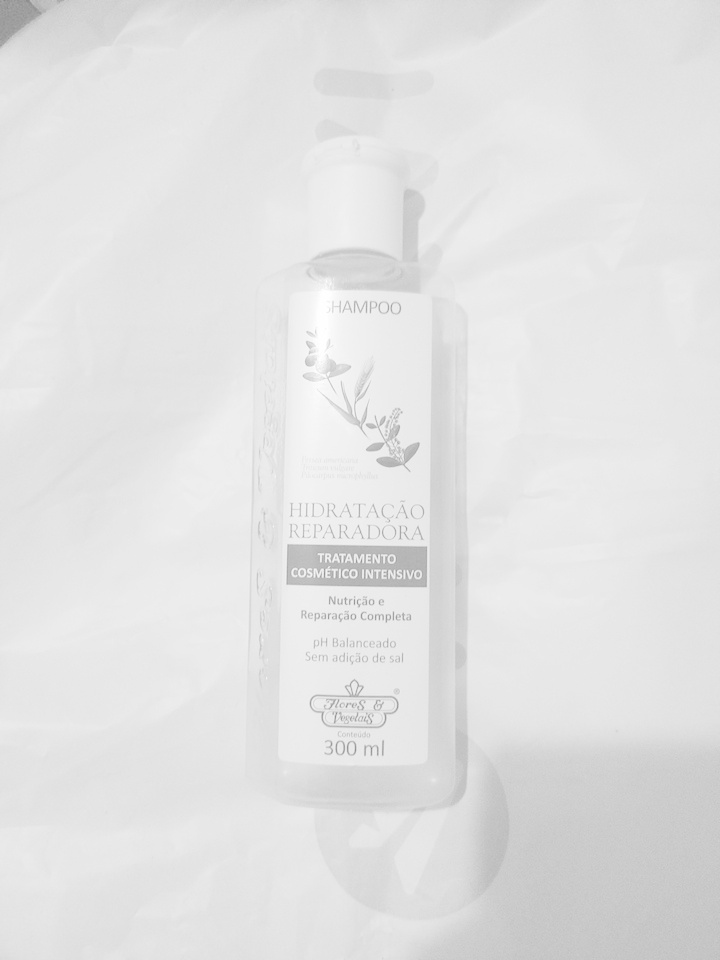 SHAMPOO
HIDRATAÇÃO
REPARADORA
TRATAMENTO
COSMÉTICO INTENSIVO
Nutrição e
Reparação Completa
pH Balanceado
Sem adição de sal
Flores &
Vegetais
®
Conteúdo
300 ml